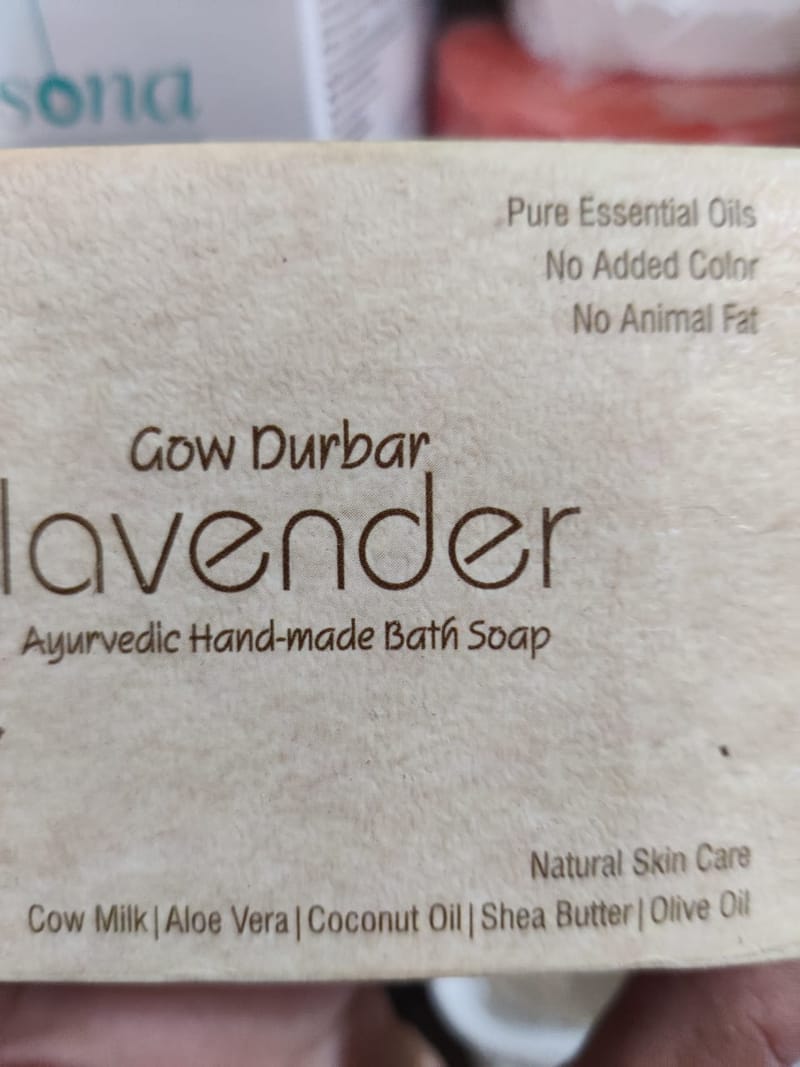 sona
Pure Essential Oils
No Added Color
No Animal Fat
Gow Durbar
lavender
Ayurvedic Hand-made Bath Soap
Natural Skin Care
Cow Milk|Aloe Vera|Coconut Oil|Shea Butter|Olive Oil